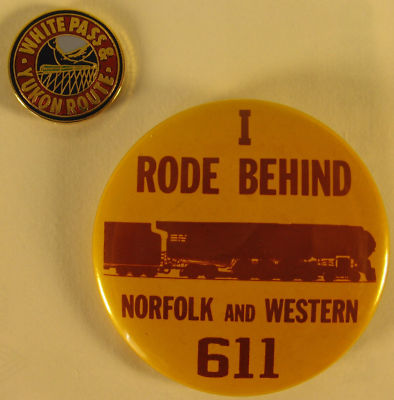 WHITE PASS &
YUKON ROUTE
I
RODE BEHIND
NORFOLK AND WESTERN
611